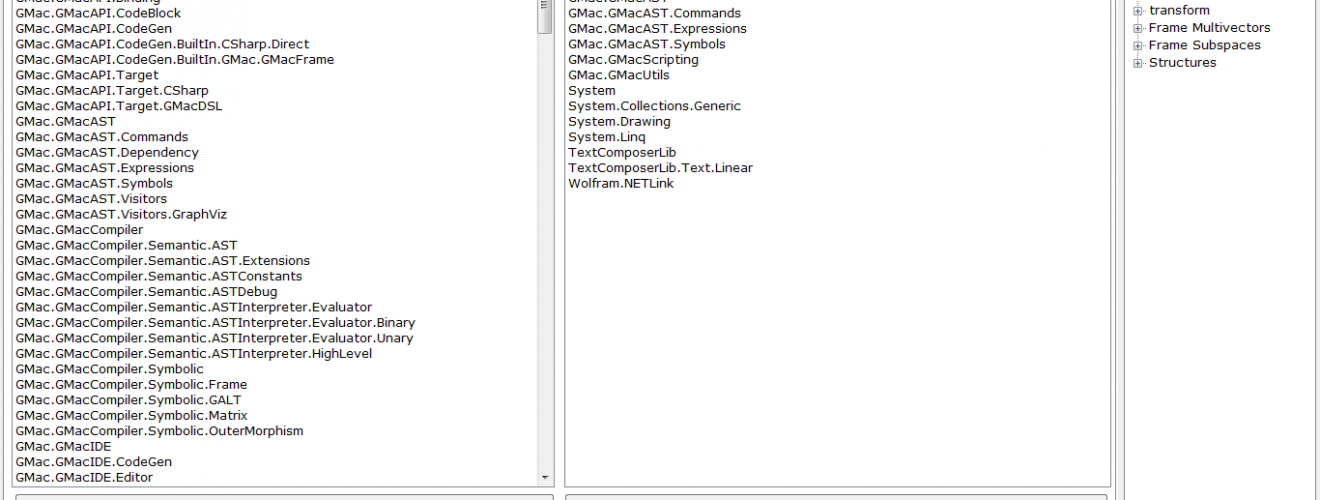 GMac.GMacAPI.Binding
GMac.GMacAPI.CodeBlock
GMac.GMacAPI.CodeGen
GMac.GMacAPI.CodeGen.BuiltIn.CSharp.Direct
GMac.GMacAPI.CodeGen.BuiltIn.GMac.GMacFrame
GMac.GMacAPI.Target
GMac.GMacAPI.Target.CSharp
GMac.GMacAPI.Target.GMacDSL
GMac.GMacAST
GMac.GMacAST.Commands
GMac.GMacAST.Dependency
GMac.GMacAST.Expressions
GMac.GMacAST.Symbols
GMac.GMacAST.Visitors
GMac.GMacAST.Visitors.GraphViz
GMac.GMacCompiler
GMac.GMacCompiler.Semantic.AST
GMac.GMacCompiler.Semantic.AST.Extensions
GMac.GMacCompiler.Semantic.ASTConstants
GMac.GMacCompiler.Semantic.ASTDebug
GMac.GMacCompiler.Semantic.ASTInterpreter.Evaluator
GMac.GMacCompiler.Semantic.ASTInterpreter.Evaluator.Binary
GMac.GMacCompiler.Semantic.ASTInterpreter.Evaluator.Unary
GMac.GMacCompiler.Semantic.ASTInterpreter.HighLevel
GMac.GMacCompiler.Symbolic
GMac.GMacCompiler.Symbolic.Frame
GMac.GMacCompiler.Symbolic.GALT
GMac.GMacCompiler.Symbolic.Matrix
GMac.GMacCompiler.Symbolic.OuterMorphism
GMac.GMacIDE
GMac.GMacIDE.CodeGen
GMac.GMacIDE.Editor
GMac.GMacAST
GMac.GMacAST.Commands
GMac.GMacAST.Expressions
GMac.GMacAST.Symbols
GMac.GMacScripting
GMac.GMacUtils
System
System.Collections.Generic
System.Drawing
System.Linq
TextComposerLib
TextComposerLib.Text.Linear
Wolfram.NETLink
transform
Frame Multivectors
Frame Subspaces
Structures